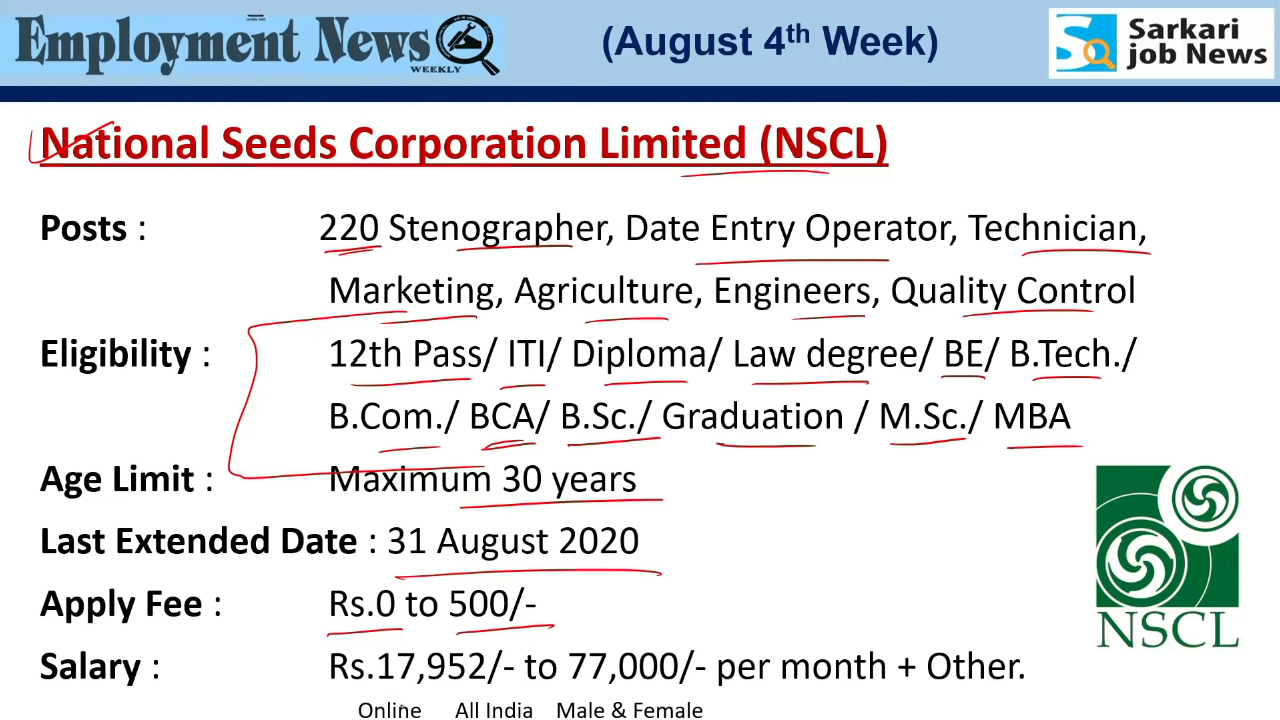 Employment News
WEEKLY
(August 4th Week)
Sarkari
job News
National Seeds Corporation Limited (NSCL)
Posts : 220 Stenographer, Date Entry Operator, Technician,
Marketing, Agriculture, Engineers, Quality Control
Eligibility : 12th Pass/ ITI/ Diploma/ Law degree/ BE/ B.Tech./
B.Com./ BCA/ B.Sc./ Graduation / M.Sc./ MBA
Age Limit : Maximum 30 years
Last Extended Date : 31 August 2020
Apply Fee : Rs.0 to 500/-
NSCL
Salary : Rs.17,952/- to 77,000/- per month + Other.
Online All India Male & Female